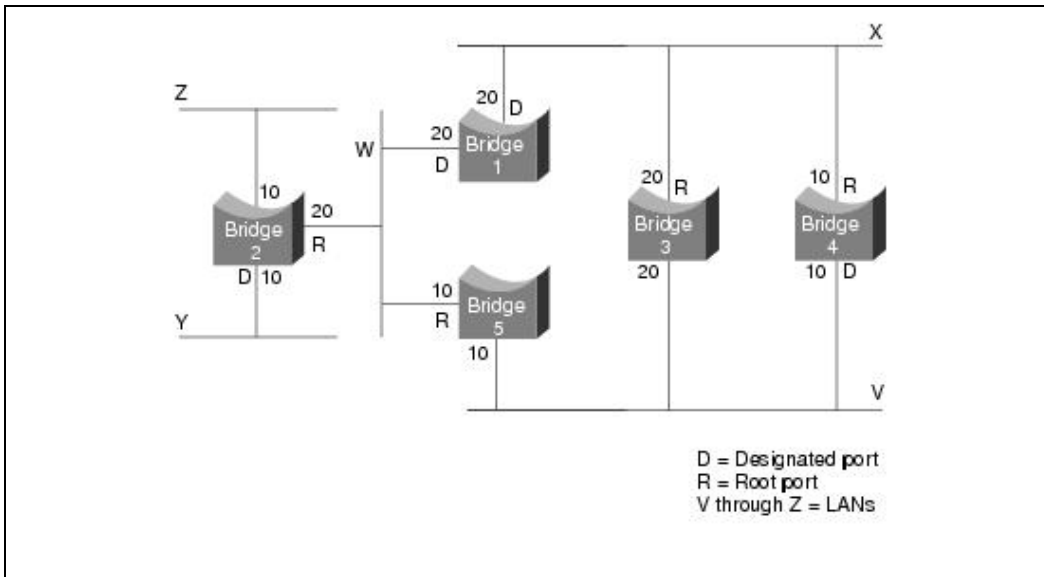 X
Z
20
D
20
W
D
Bridge
1
10
20
Bridge
2
R
D
10
20
R
Bridge
3
20
10
R
Bridge
4
10
D
10
R
Bridge
5
10
Y
V
D = Designated port
R = Root port
V through Z = LANs